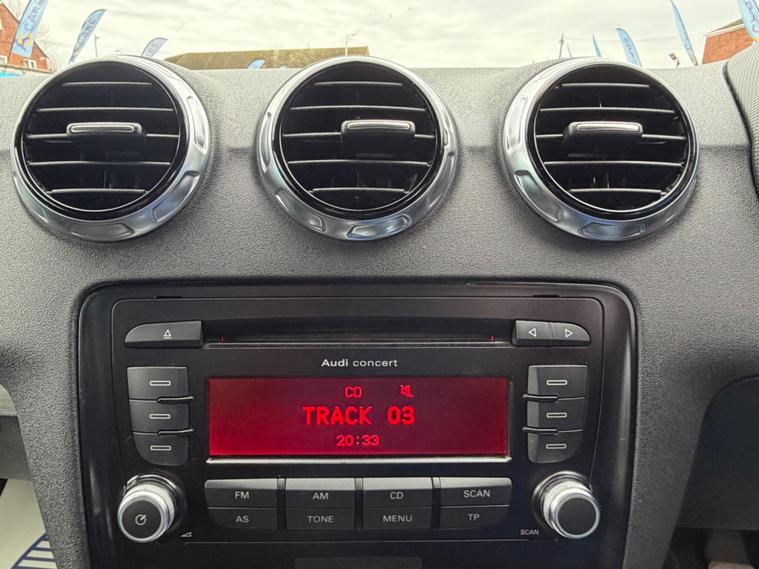 Audi concert
CD
TRACK 03
20:33
FM AM CD SCAN
AS TONE MENU TP
SCAN